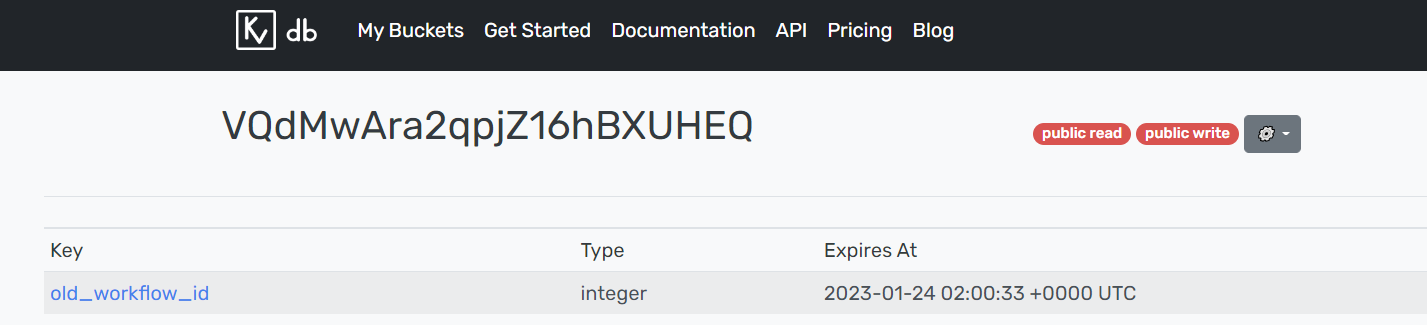 KV db My Buckets Get Started Documentation API Pricing Blog
VQdMwAra2qpjZ16hBXUHEQ public read public write
Key Type Expires At
old_workflow_id integer 2023-01-24 02:00:33 +0000 UTC